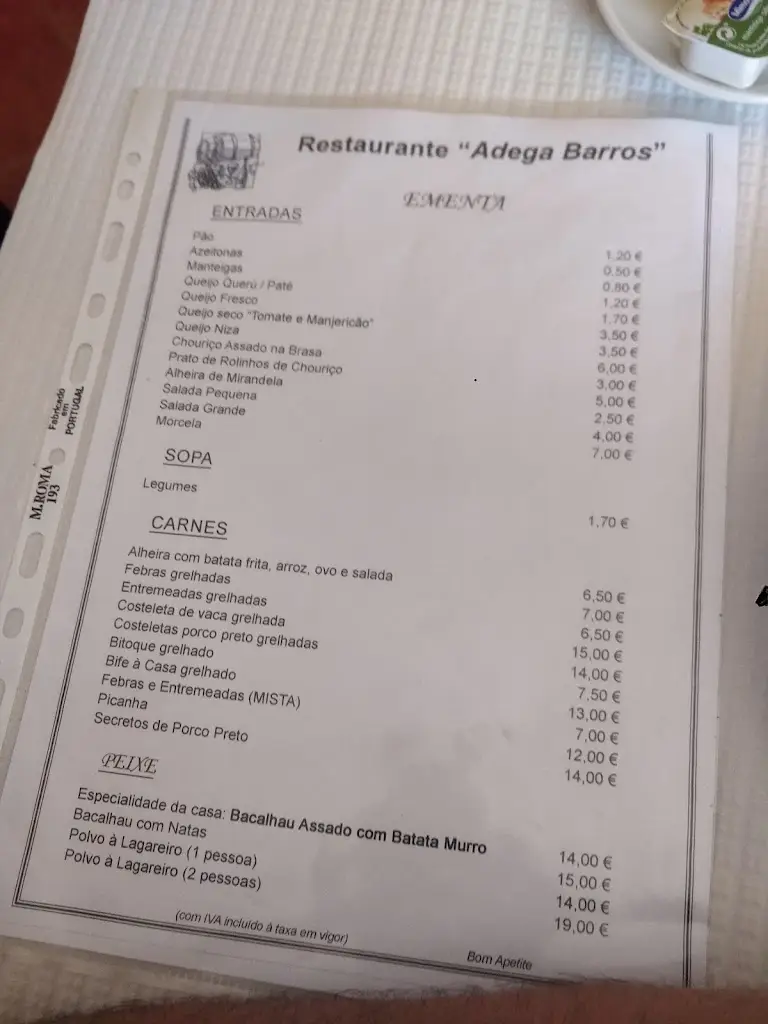 Restaurante "Adega Barros"
EMENTA
ENTRADAS
Pão 1,20 €
Azeitonas 0,50 €
Manteigas 0,80 €
Queijo Queru / Paté 1,20 €
Queijo Fresco 1,70 €
Queijo seco "Tomate e Manjericão" 3,50 €
Queijo Niza 3,50 €
Chouriço Assado na Brasa 6,00 €
Prato de Rolinhos de Chouriço 3,00 €
Alheira de Mirandela 5,00 €
Salada Pequena 2,50 €
Salada Grande 4,00 €
Morcela 7,00 €
SOPA
Legumes 1,70 €
CARNES
Alheira com batata frita, arroz, ovo e salada 6,50 €
Febras grelhadas 7,00 €
Entremeadas grelhadas 6,50 €
Costeleta de vaca grelhada 15,00 €
Costeletas porco preto grelhadas 14,00 €
Bitoque grelhado 7,50 €
Bife à Casa grelhado 13,00 €
Febras e Entremeadas (MISTA) 7,00 €
Picanha 12,00 €
Secretos de Porco Preto 14,00 €
PEIXE
Especialidade da casa: Bacalhau Assado com Batata Murro 14,00 €
Bacalhau com Natas 15,00 €
Polvo à Lagareiro (1 pessoa) 14,00 €
Polvo à Lagareiro (2 pessoas) 19,00 €
(com IVA incluído à taxa em vigor)
Bom Apetite
M.ROMA
193
Fabricado
em
PORTUGAL